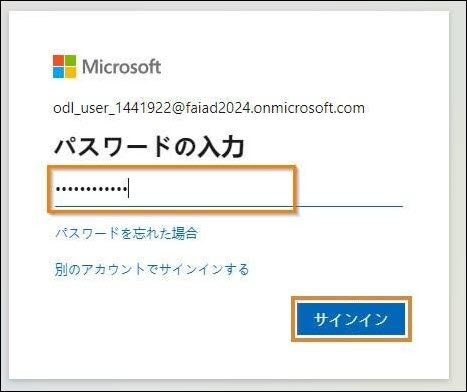 Microsoft
odl_user_1441922@faiad2024.onmicrosoft.com
パスワードの入力
••••••••••••
パスワードを忘れた場合
別のアカウントでサインインする
サインイン